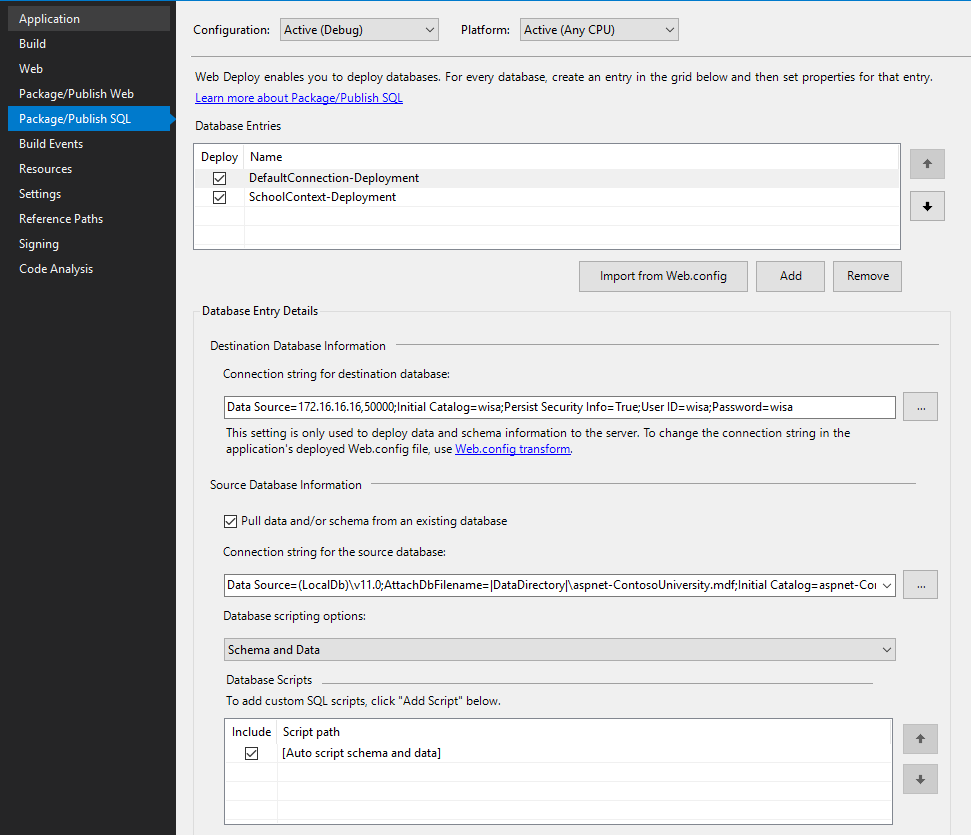 Application
Build
Web
Package/Publish Web
Package/Publish SQL
Build Events
Resources
Settings
Reference Paths
Signing
Code Analysis
Configuration: Active (Debug) Platform: Active (Any CPU)
Web Deploy enables you to deploy databases. For every database, create an entry in the grid below and then set properties for that entry.
Learn more about Package/Publish SQL
Database Entries
Deploy Name
DefaultConnection-Deployment
SchoolContext-Deployment
Import from Web.config Add Remove
Database Entry Details
Destination Database Information
Connection string for destination database:
Data Source=172.16.16.16,50000;Initial Catalog=wisa;Persist Security Info=True;User ID=wisa;Password=wisa
...
This setting is only used to deploy data and schema information to the server. To change the connection string in the
application's deployed Web.config file, use Web.config transform.
Source Database Information
Pull data and/or schema from an existing database
Connection string for the source database:
Data Source=(LocalDb)\v11.0;AttachDbFilename=|DataDirectory|\aspnet-ContosoUniversity.mdf;Initial Catalog=aspnet-Co
...
Database scripting options:
Schema and Data
Database Scripts
To add custom SQL scripts, click "Add Script" below.
Include Script path
[Auto script schema and data]